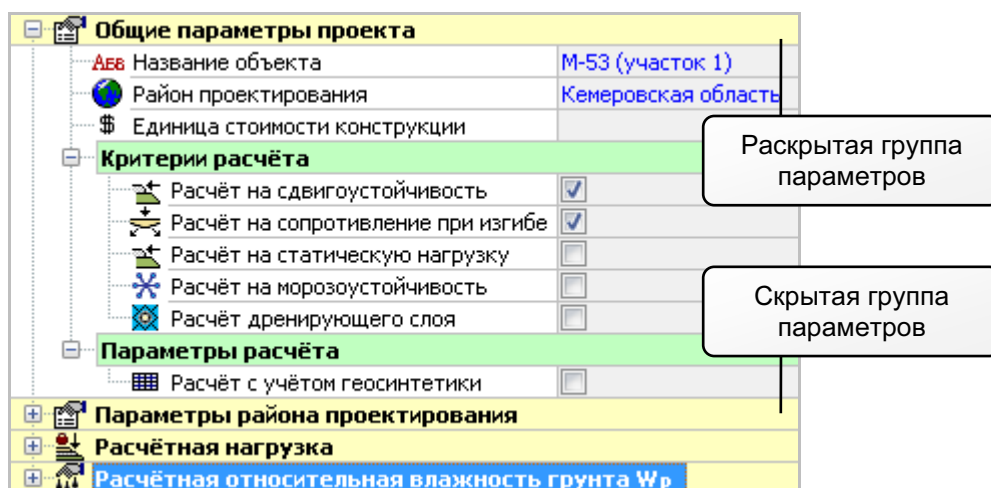 Общие параметры проекта
АБВ Название объекта М-53 (участок 1)
Район проектирования Кемеровская область
$ Единица стоимости конструкции
Критерии расчёта
Раскрытая группа
параметров
Расчёт на сдвигоустойчивость
Расчёт на сопротивление при изгибе
Расчёт на статическую нагрузку
Расчёт на морозоустойчивость
Расчёт дренирующего слоя
Скрытая группа
параметров
Параметры расчёта
Расчёт с учётом геосинтетики
Параметры района проектирования
Расчётная нагрузка
Расчётная относительная влажность грунта Wр